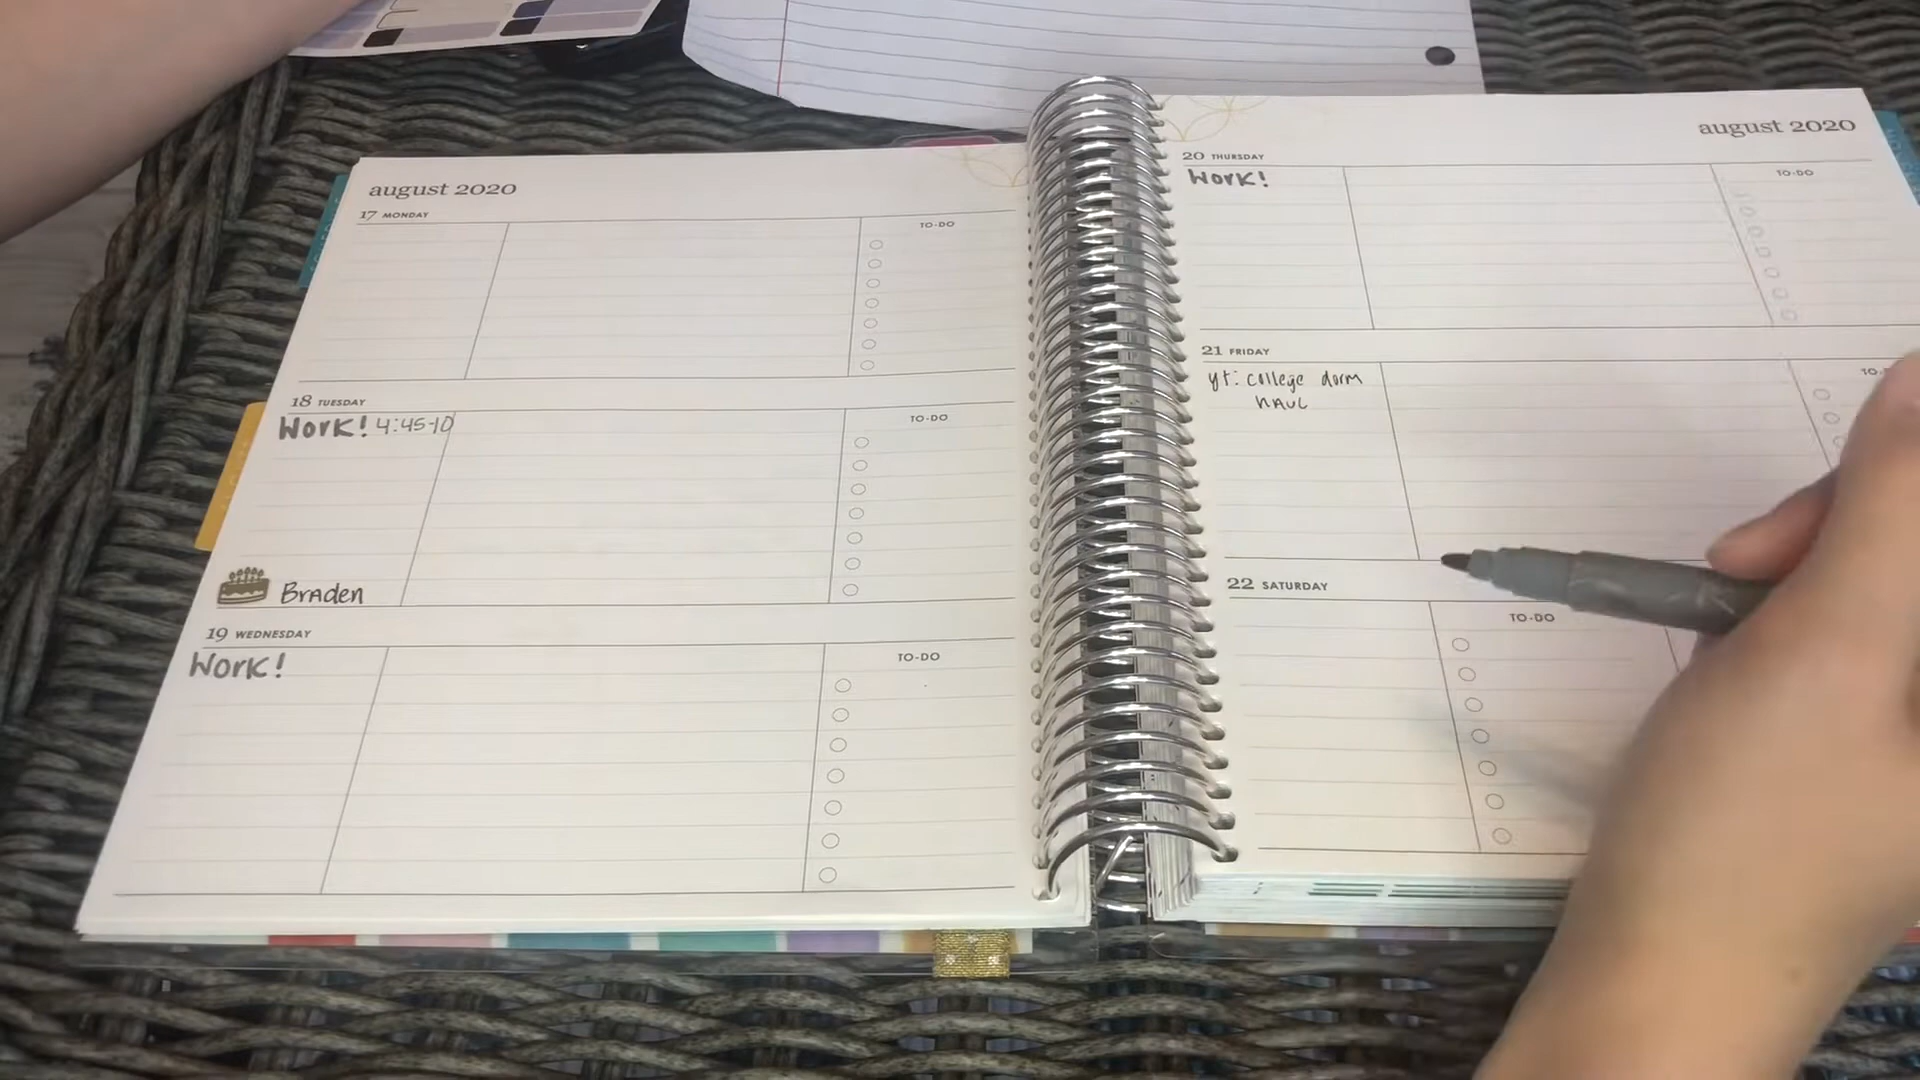 august 2020
17 MONDAY
TO-DO
18 TUESDAY
Work! 4:45-10
TO-DO
Braden
19 WEDNESDAY
Work!
TO-DO
august 2020
20 THURSDAY
Work!
TO-DO
21 FRIDAY
TO-
yt: college dorm
haul
22 SATURDAY
TO-DO